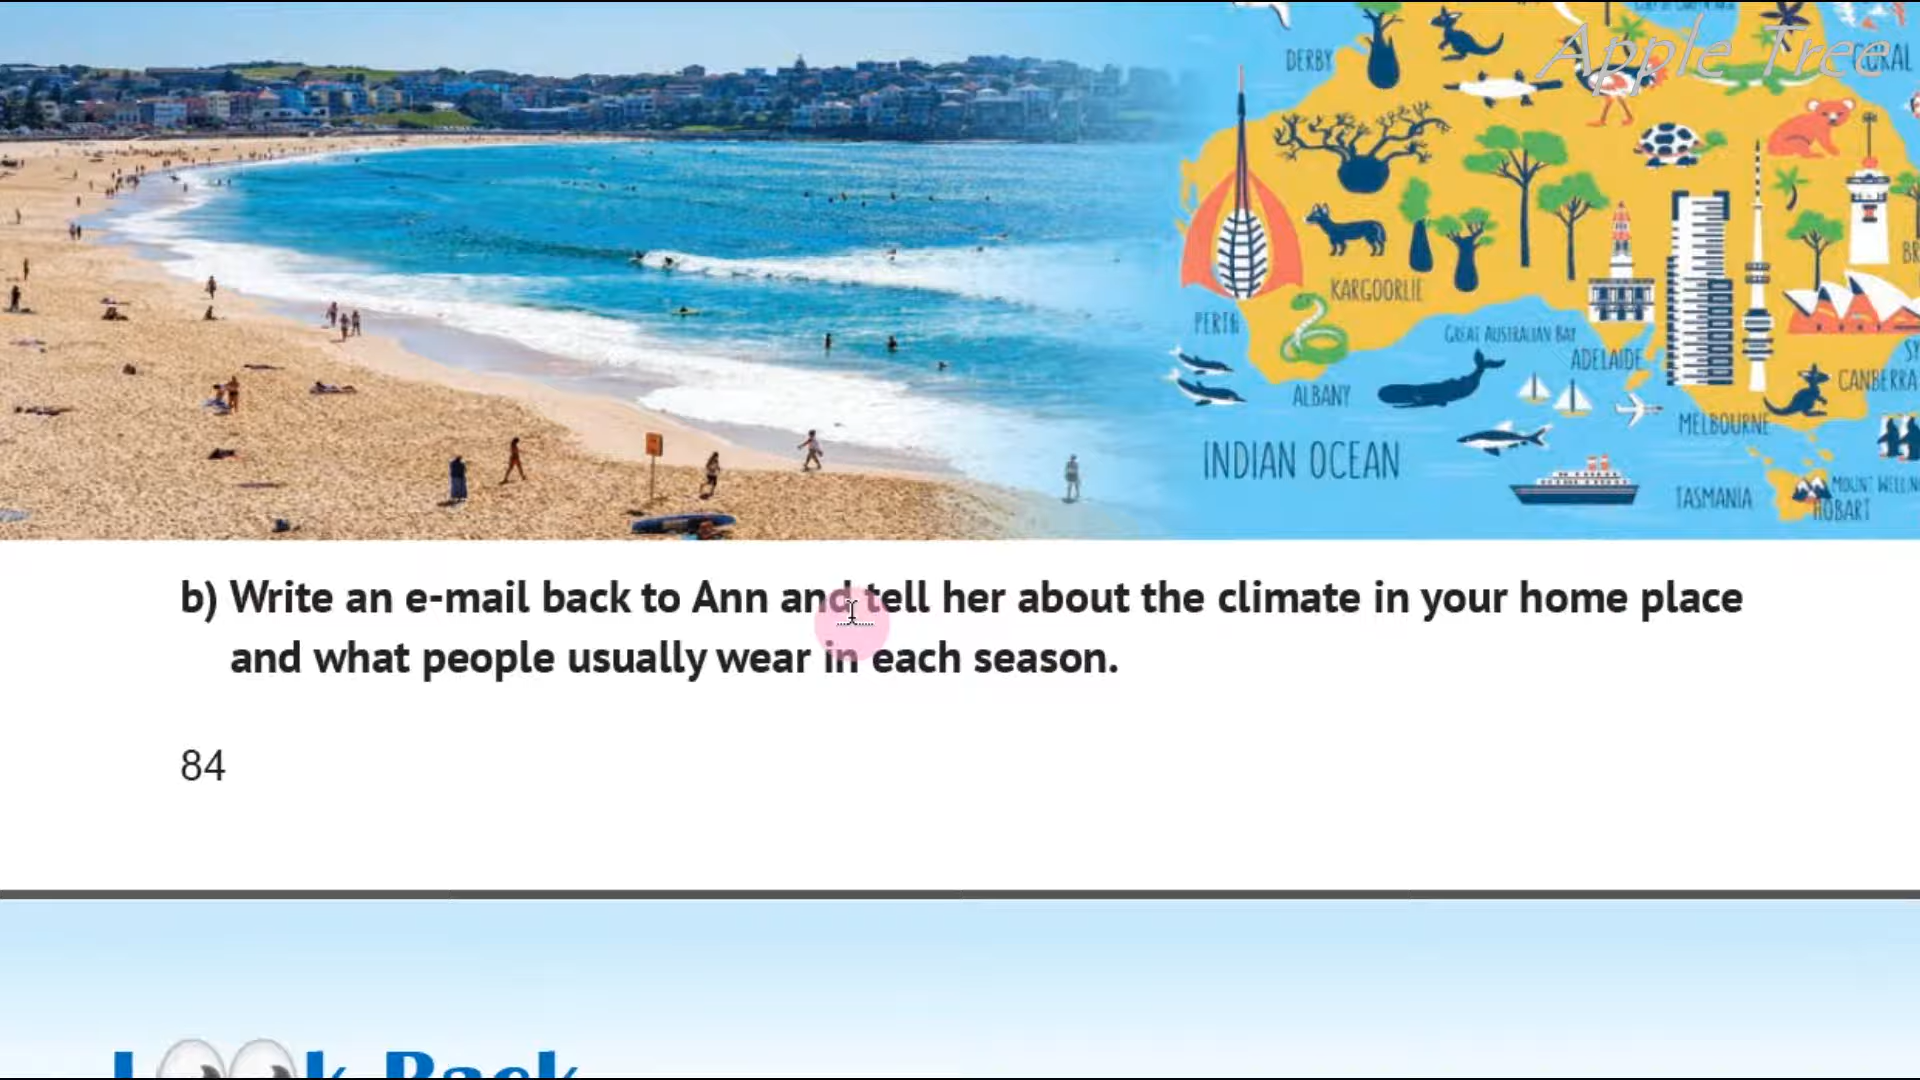 Apple Tree
DERBY
KARGOORLIE
PERTH
GREAT AUSTRALIAN BAY
ADELAIDE
ALBANY
CANBERRA
MELBOURNE
INDIAN OCEAN
TASMANIA
HOBART
b) Write an e-mail back to Ann and tell her about the climate in your home place
and what people usually wear in each season.
84